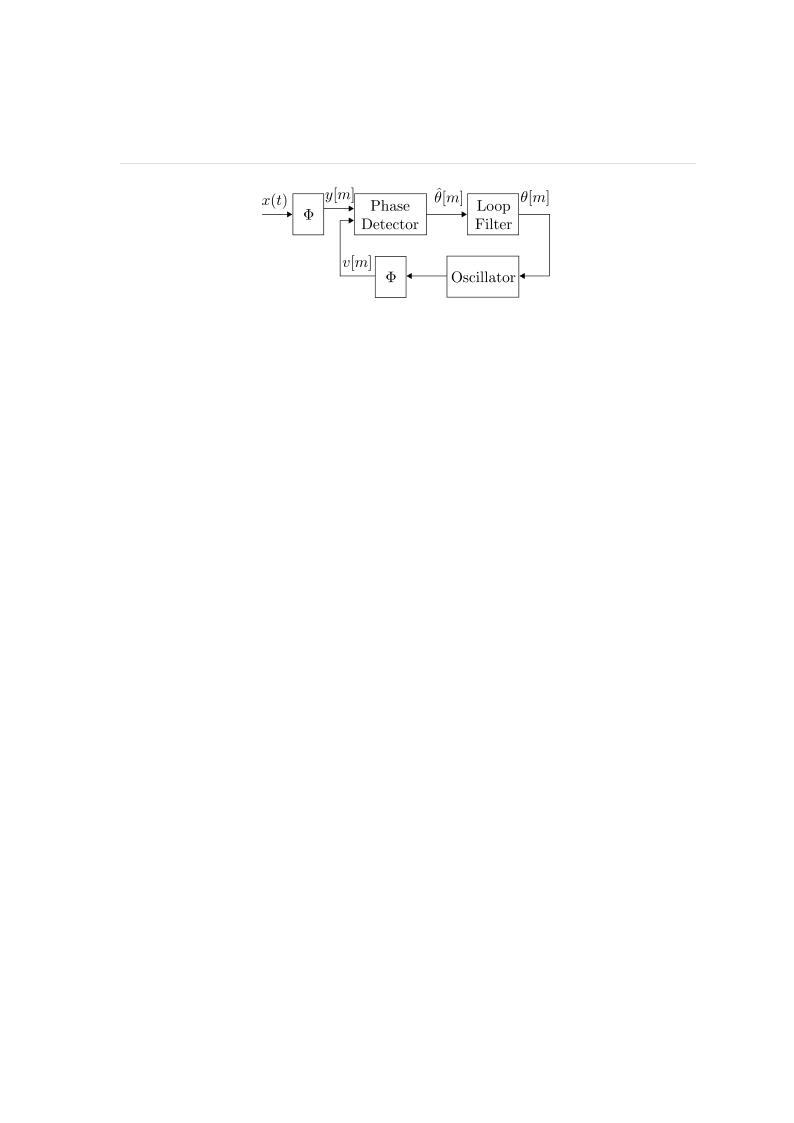 x(t)
Φ
y[m]
Phase
Detector
θ̂[m]
Loop
Filter
θ[m]
v[m]
Φ
Oscillator